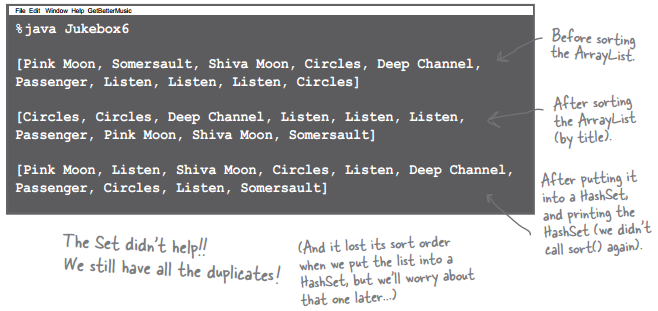 File Edit Window Help GetBetterMusic
%java Jukebox6
[Pink Moon, Somersault, Shiva Moon, Circles, Deep Channel,
Passenger, Listen, Listen, Listen, Circles]
Before sorting
the ArrayList.
[Circles, Circles, Deep Channel, Listen, Listen, Listen,
Passenger, Pink Moon, Shiva Moon, Somersault]
After sorting
the ArrayList
(by title).
[Pink Moon, Listen, Shiva Moon, Circles, Listen, Deep Channel,
Passenger, Circles, Listen, Somersault]
After putting it
into a HashSet,
and printing the
HashSet (we didn't
call sort() again).
The Set didn't help!!
We still have all the duplicates!
(And it lost its sort order
when we put the list into a
HashSet, but we'll worry about
that one later...)